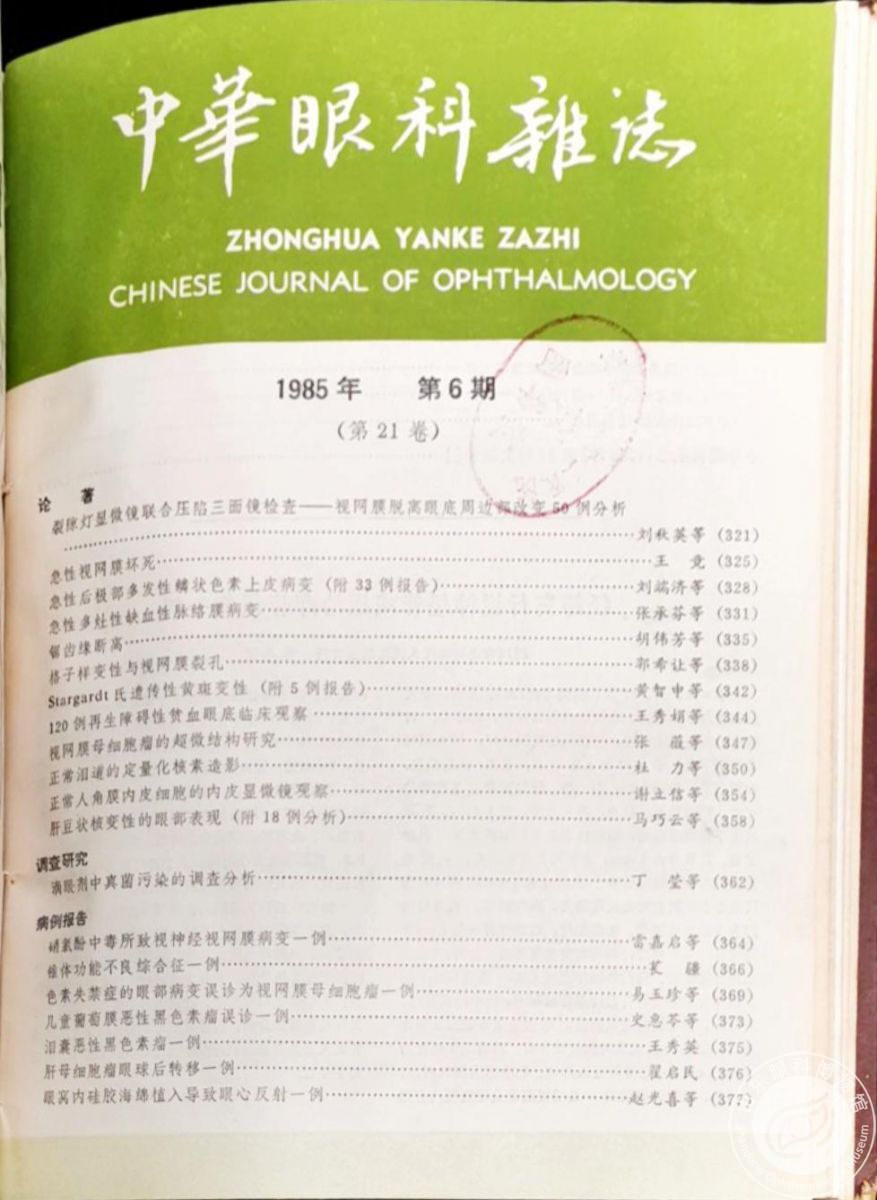 中華眼科雜誌
ZHONGHUA YANKE ZAZHI
CHINESE JOURNAL OF OPHTHALMOLOGY
1985年 第6期
（第 21 卷）
论 著
裂隙灯显微镜联合压陷三面镜检查——视网膜脱离眼底周边部改变50例分析
刘秋英等 (321)
急性视网膜坏死 王 竞 (325)
急性后极部多发性鳞状色素上皮病变（附 33 例报告） 刘端济等 (328)
急性多灶性缺血性脉络膜病变 张承芬等 (331)
锯齿缘断离 胡伟芳等 (335)
格子样变性与视网膜裂孔 郭希让等 (338)
Stargardt 氏遗传性黄斑变性（附 5 例报告） 黄智申等 (342)
120 例再生障碍性贫血眼底临床观察 王秀娟等 (344)
视网膜母细胞瘤的超微结构研究 张 薇等 (347)
正常泪道的定量化核素造影 杜 力等 (350)
正常人角膜内皮细胞的内皮显微镜观察 谢立信等 (354)
肝豆状核变性的眼部表现（附 18 例分析） 马巧云等 (358)
调查研究
滴眼剂中真菌污染的调查分析 丁 莹等 (362)
病例报告
硝氯酚中毒所致视神经视网膜病变一例 雷嘉启等 (364)
锥体功能不良综合征一例 疆 (366)
色素失禁症的眼部病变误诊为视网膜母细胞瘤一例 易玉珍等 (369)
儿童葡萄膜恶性黑色素瘤误诊一例 史急芩等 (373)
泪囊恶性黑色素瘤一例 王秀英 (375)
肝母细胞瘤眼球后转移一例 翟启民 (376)
眼窝内硅胶海绵植入导致眼心反射一例 赵光喜等 (377)